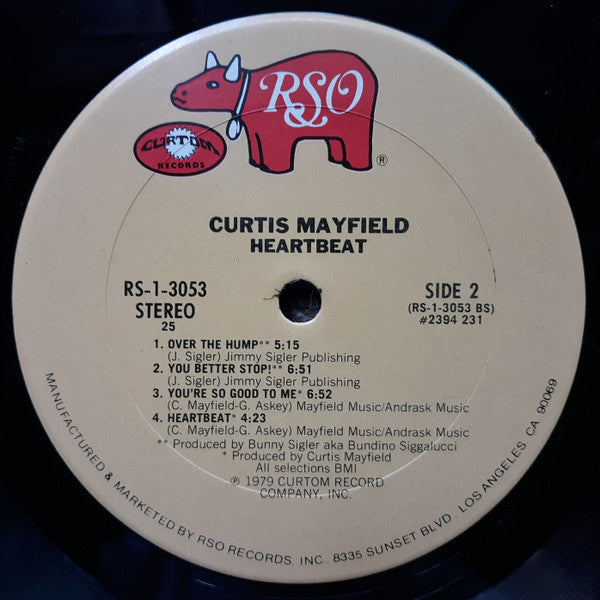 RSO
®
CURTOM
RECORDS
CURTIS MAYFIELD
HEARTBEAT
RS-1-3053
STEREO
25
SIDE 2
(RS-1-3053 BS)
#2394 231
1. OVER THE HUMP** 5:15
(J. Sigler) Jimmy Sigler Publishing
2. YOU BETTER STOP!** 6:51
(J. Sigler) Jimmy Sigler Publishing
3. YOU'RE SO GOOD TO ME* 6:52
(C. Mayfield-G. Askey) Mayfield Music/Andrask Music
4. HEARTBEAT* 4:23
(C. Mayfield-G. Askey) Mayfield Music/Andrask Music
** Produced by Bunny Sigler aka Bundino Siggalucci
* Produced by Curtis Mayfield
All selections BMI
℗ 1979 CURTOM RECORD
COMPANY, INC.
MANUFACTURED & MARKETED BY RSO RECORDS, INC. 8335 SUNSET BLVD. LOS ANGELES, CA 90069